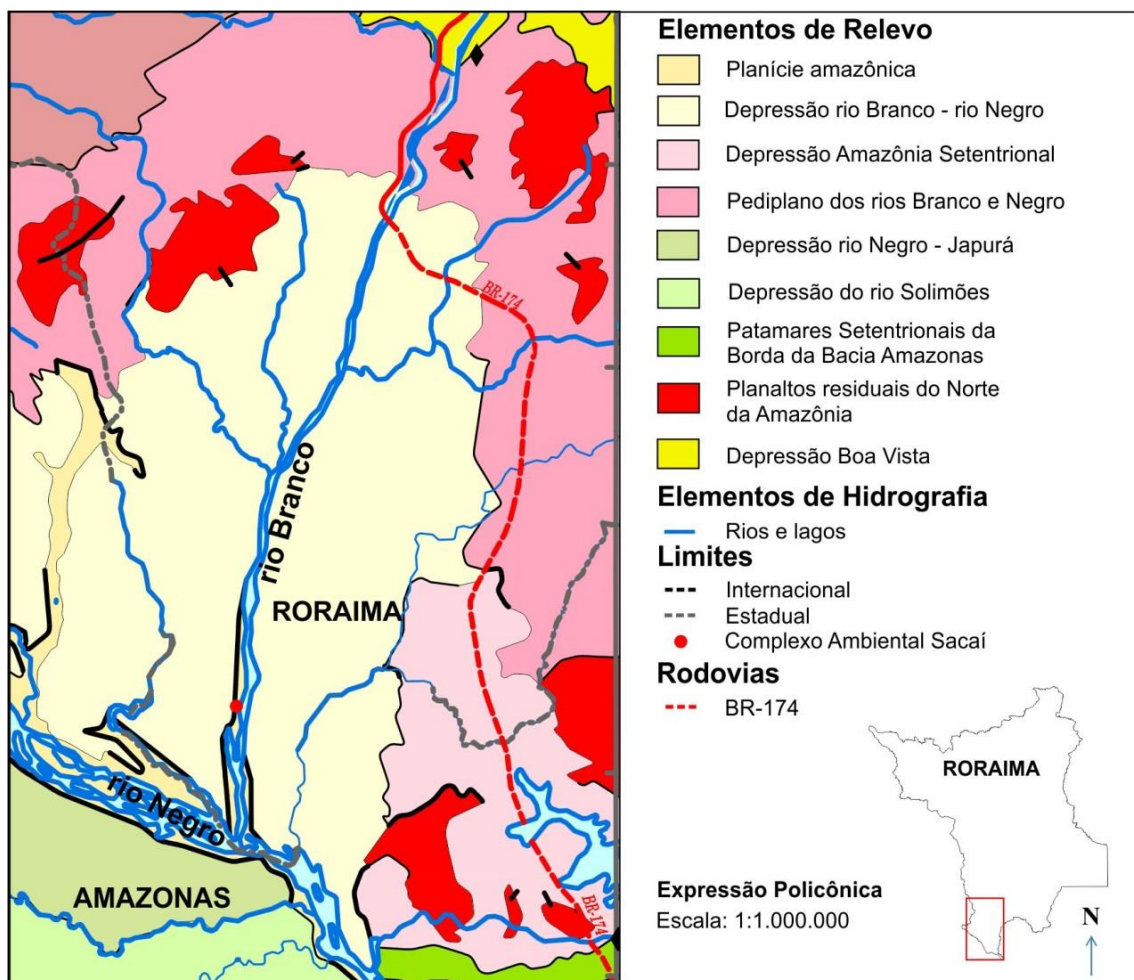 Elementos de Relevo
Planície amazônica
Depressão rio Branco - rio Negro
Depressão Amazônia Setentrional
Pediplano dos rios Branco e Negro
Depressão rio Negro - Japurá
Depressão do rio Solimões
Patamares Setentrionais da
Borda da Bacia Amazonas
Planaltos residuais do Norte
da Amazônia
Depressão Boa Vista
Elementos de Hidrografia
Rios e lagos
Limites
Internacional
Estadual
Complexo Ambiental Sacaí
Rodovias
BR-174
RORAIMA
Expressão Policônica
Escala: 1:1.000.000
N
BR-174
rio Branco
RORAIMA
rio Negro
AMAZONAS
BR-174